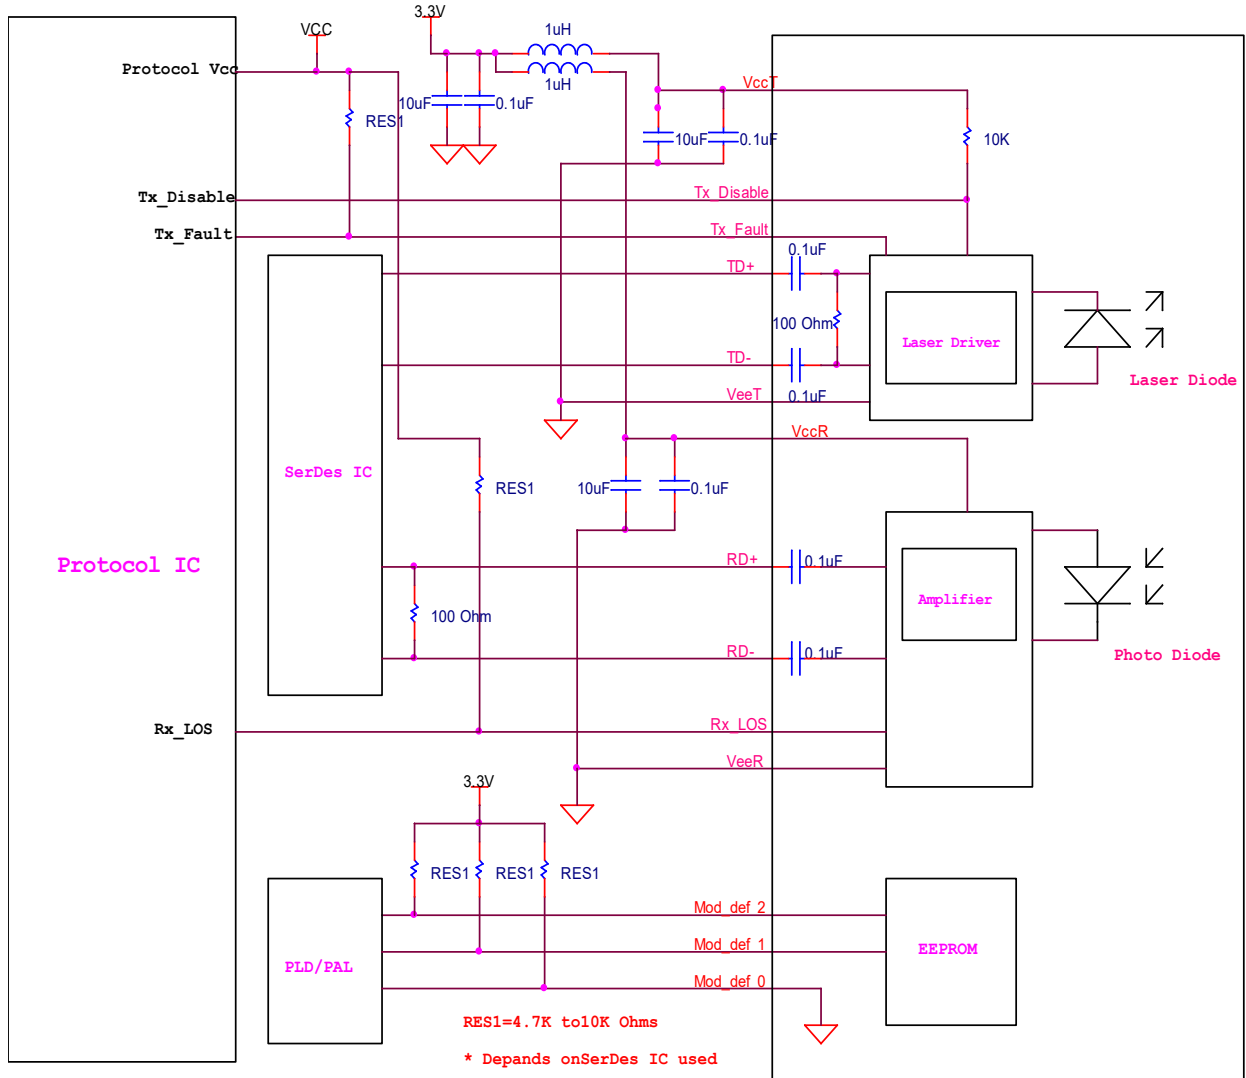 3.3V
VCC
1uH
Protocol Vcc
1uH
VccT
10uF
0.1uF
RES1
10uF
0.1uF
10K
Tx_Disable
Tx_Disable
Tx_Fault
Tx_Fault
0.1uF
TD+
100 Ohm
Laser Driver
TD-
Laser Diode
VeeT
0.1uF
VccR
SerDes IC
RES1
10uF
0.1uF
Protocol IC
RD+
0.1uF
Amplifier
100 Ohm
RD-
0.1uF
Photo Diode
Rx_LOS
Rx_LOS
VeeR
3.3V
RES1
RES1
RES1
Mod_def 2
Mod_def 1
EEPROM
PLD/PAL
Mod_def 0
RES1=4.7K to10K Ohms
* Depands onSerDes IC used